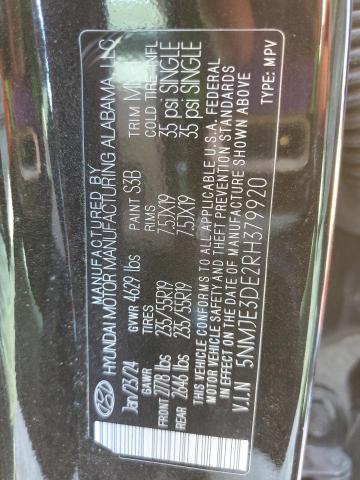 MANUFACTURED BY
HYUNDAI MOTOR MANUFACTURING ALABAMA, LLC
Jan/23/24 GVWR 4629 lbs PAINT S3B TRIM
GAWR TIRES RIMS COLD TIRE INFL
FRONT 2778 lbs 235/55R19 7.5JX19 35 psi SINGLE
REAR 2646 lbs 235/55R19 7.5JX19 35 psi SINGLE
THIS VEHICLE CONFORMS TO ALL APPLICABLE U.S.A. FEDERAL
MOTOR VEHICLE SAFETY AND THEFT PREVENTION STANDARDS
IN EFFECT ON THE DATE OF MANUFACTURE SHOWN ABOVE
V.I.N 5NMJE3DE2RH379920 TYPE: MPV